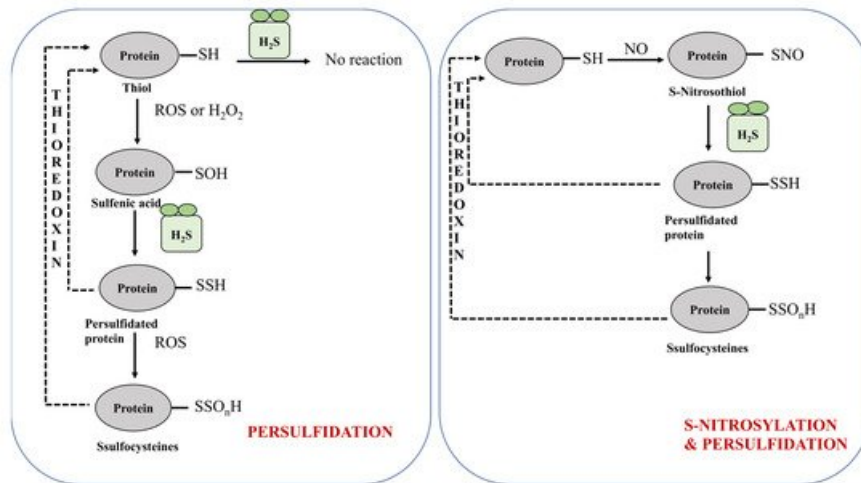 Protein
SH
H₂S
No reaction
Thiol
ROS or H₂O₂
Protein
SOH
Sulfenic acid
H₂S
Protein
SSH
Persulfidated
protein
ROS
Protein
SSOₙH
Ssulfocysteines
THIOREDOXIN
PERSULFIDATION
Protein
SH
NO
Protein
SNO
S-Nitrosothiol
H₂S
Protein
SSH
Persulfidated
protein
Protein
SSOₙH
Ssulfocysteines
THIOREDOXIN
S-NITROSYLATION
& PERSULFIDATION